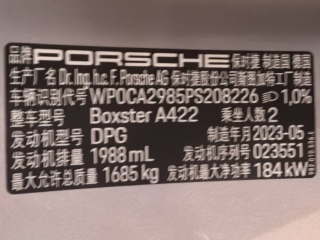 品牌 PORSCHE 保时捷 制造国 德国
生产厂名 Dr. Ing. h.c. F. Porsche AG 保时捷股份公司斯图加特工厂制造
车辆识别代号 WP0CA2985PS208226 1,0%
整车型号 Boxster A422 乘坐人数 2
发动机型号 DPG 制造年月 2023-05
发动机排量 1988 mL 发动机序列号 023551
最大允许总质量 1685 kg 发动机最大净功率 184 kW